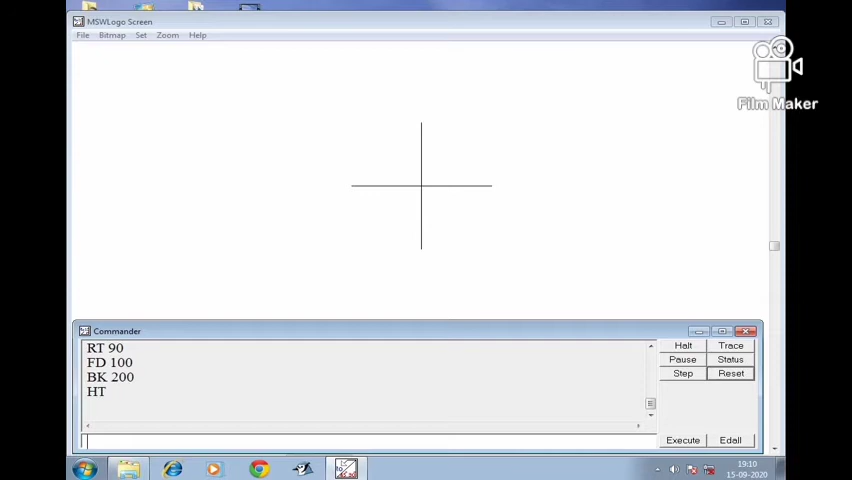 MSWLogo Screen
File Bitmap Set Zoom Help
Film Maker
Commander
RT 90
FD 100
BK 200
HT
Halt Trace
Pause Status
Step Reset
Execute Edall
19:10
15-09-2020